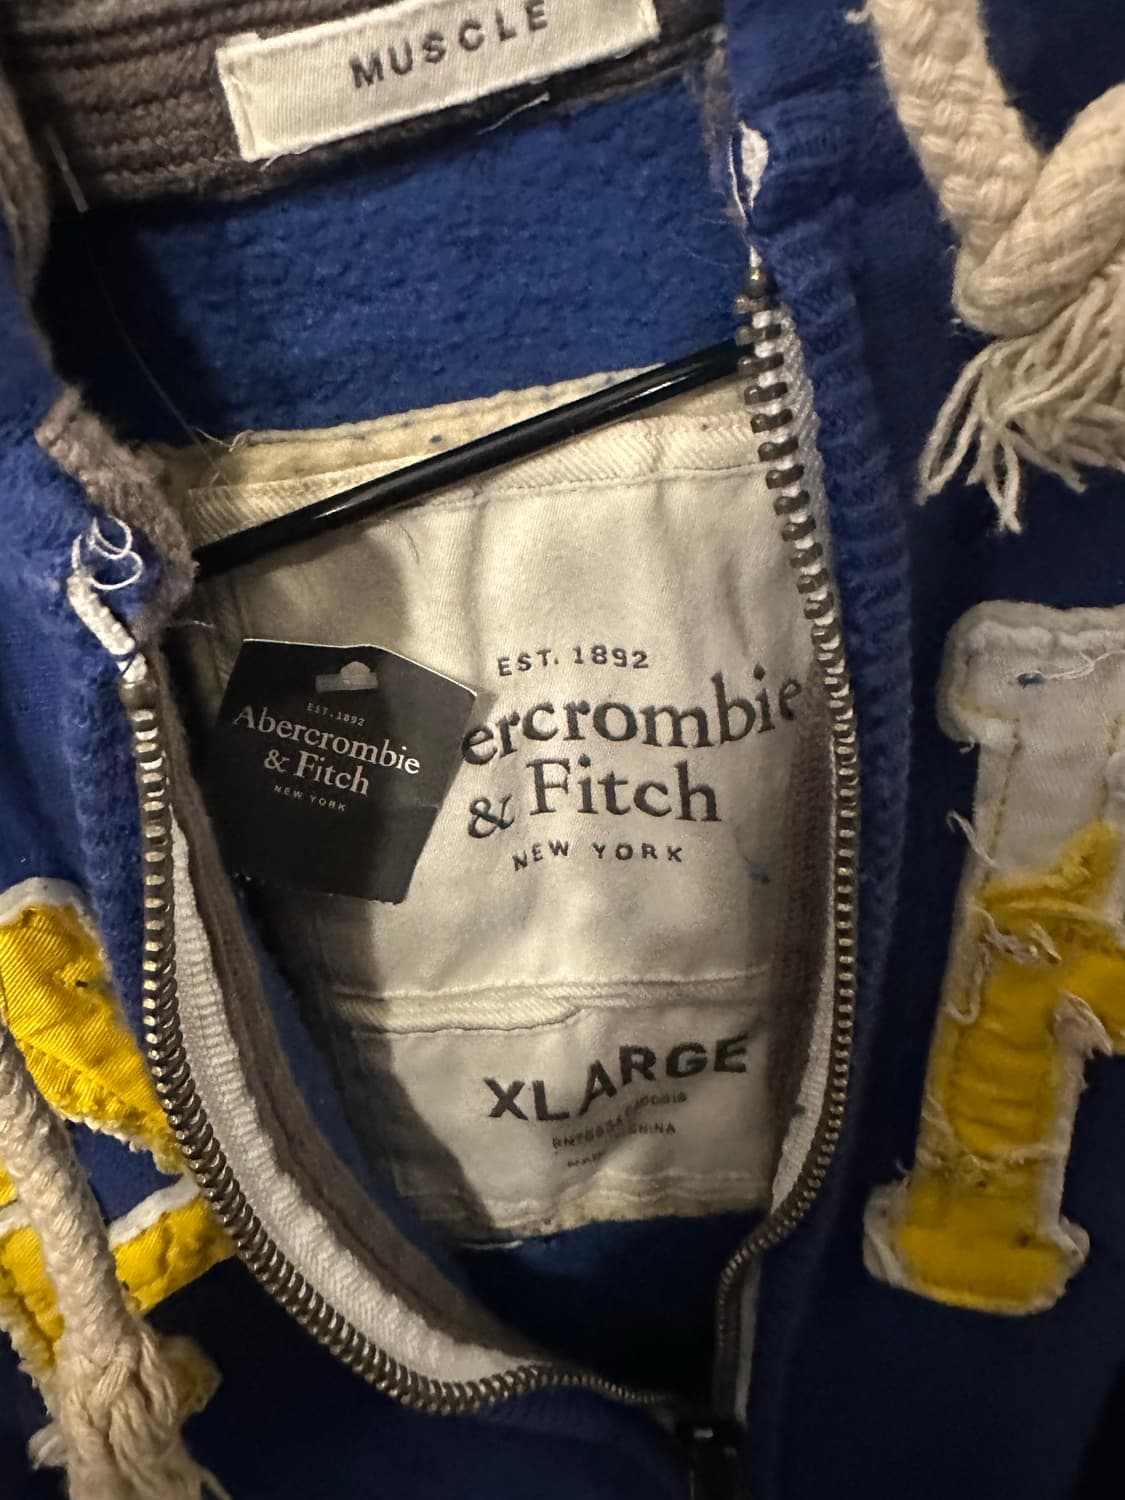 MUSCLE
EST. 1892
Abercrombie
& Fitch
NEW YORK
EST. 1892
ercrombie
& Fitch
NEW YORK
XLARGE